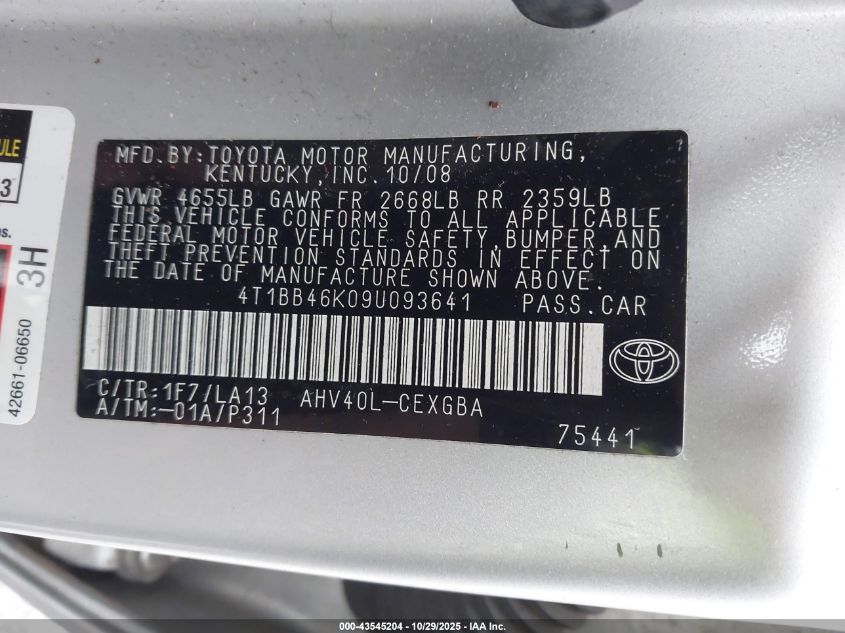 ULE
3
ns.
3H
42661-06650
MFD.BY:TOYOTA MOTOR MANUFACTURING,
KENTUCKY,INC.10/08
GVWR 4655LB GAWR FR 2668LB RR 2359LB
THIS VEHICLE CONFORMS TO ALL APPLICABLE
FEDERAL MOTOR VEHICLE SAFETY,BUMPER,AND
THEFT PREVENTION STANDARDS IN EFFECT ON
THE DATE OF MANUFACTURE SHOWN ABOVE.
4T1BB46K09U093641 PASS.CAR
C/TR:1F7/LA13 AHV40L-CEXGBA
A/TM:-01A/P311
75441
000-43545204 - 10/29/2025 - IAA Inc.